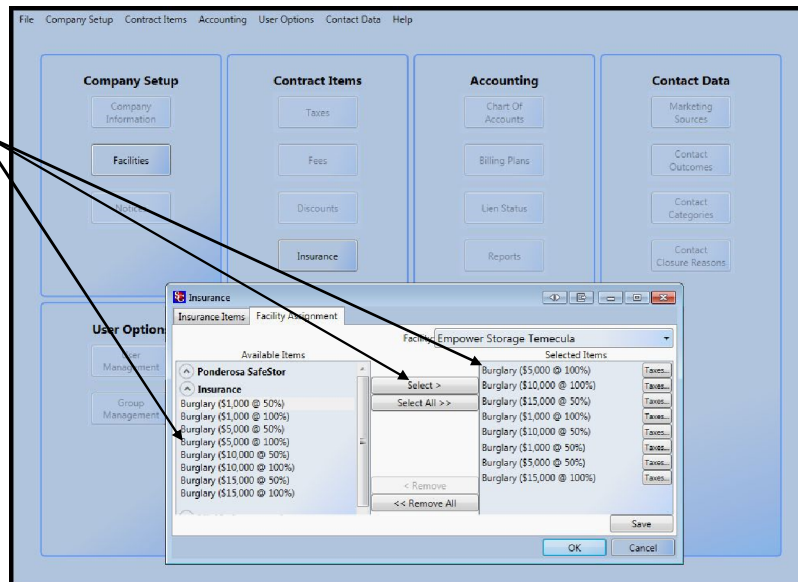 File Company Setup Contract Items Accounting User Options Contact Data Help
Company Setup
Company
Information
Facilities
Notices
Contract Items
Taxes
Fees
Discounts
Insurance
Accounting
Chart Of
Accounts
Billing Plans
Lien Status
Reports
Contact Data
Marketing
Sources
Contact
Outcomes
Contact
Categories
Contact
Closure Reasons
User Option
User
Management
Group
Management
Insurance
Insurance Items Facility Assignment
Facility Empower Storage Temecula
Available Items
Ponderosa SafeStor
Insurance
Burglary ($1,000 @ 50%)
Burglary ($1,000 @ 100%)
Burglary ($5,000 @ 50%)
Burglary ($5,000 @ 100%)
Burglary ($10,000 @ 50%)
Burglary ($10,000 @ 100%)
Burglary ($15,000 @ 50%)
Burglary ($15,000 @ 100%)
Select >
Select All >>
< Remove
<< Remove All
Selected Items
Burglary ($5,000 @ 100%) Taxes...
Burglary ($10,000 @ 100%) Taxes...
Burglary ($15,000 @ 50%) Taxes...
Burglary ($1,000 @ 100%) Taxes...
Burglary ($10,000 @ 50%) Taxes...
Burglary ($1,000 @ 50%) Taxes...
Burglary ($5,000 @ 50%) Taxes...
Burglary ($15,000 @ 100%) Taxes...
Save
OK Cancel